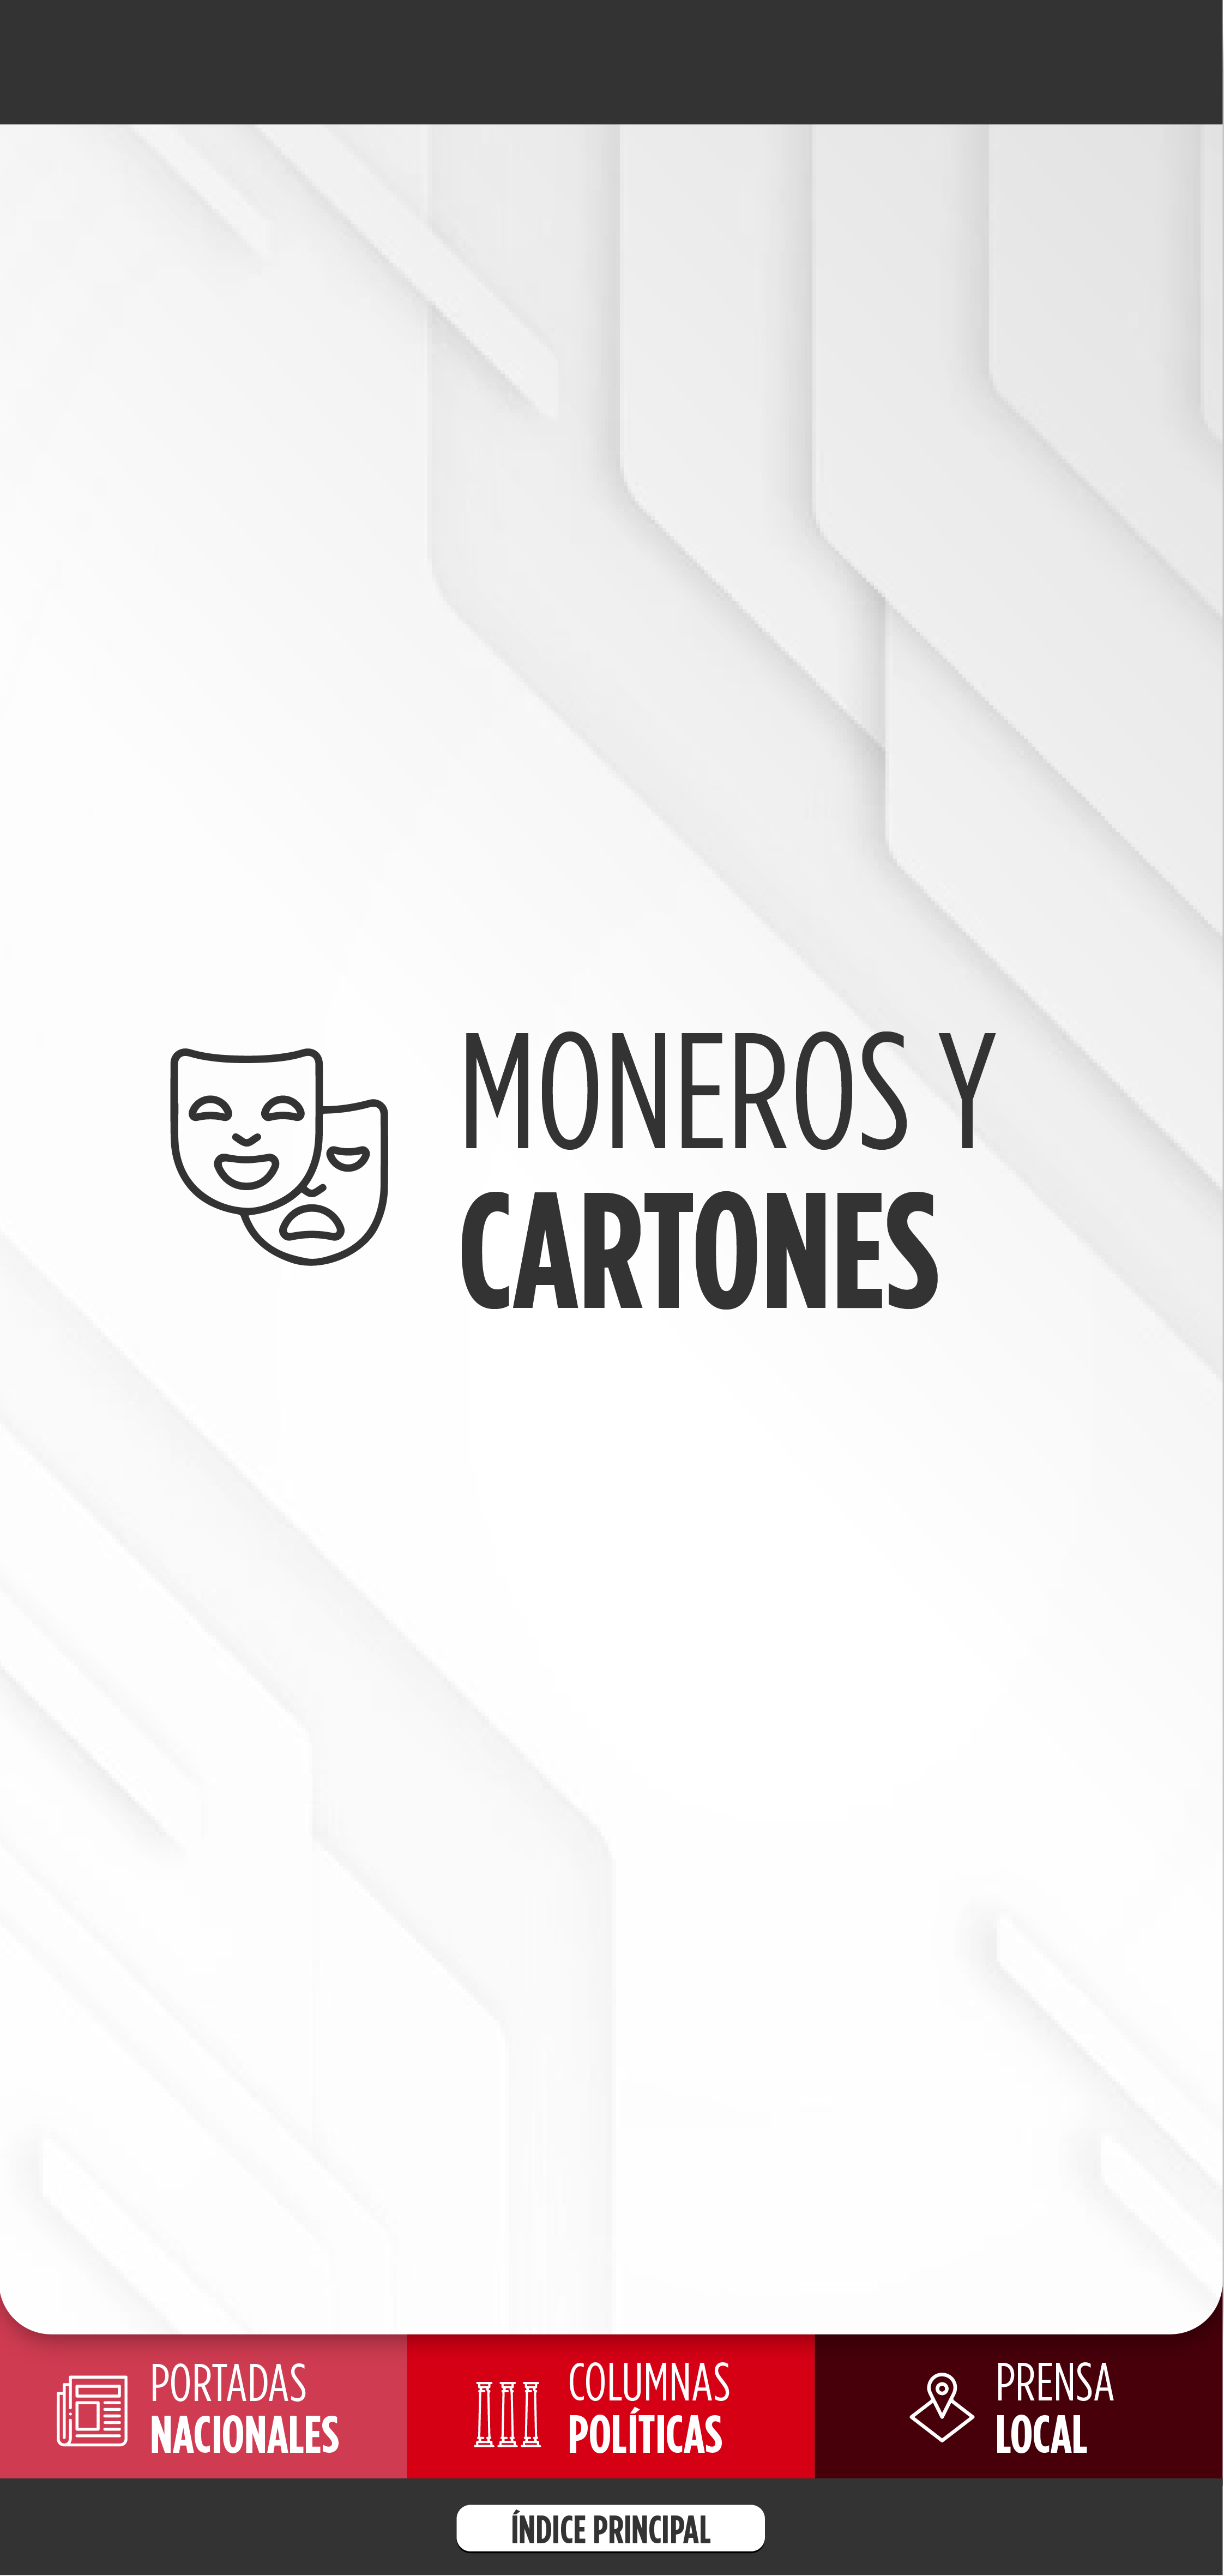 MONEROS Y
CARTONES
PORTADAS
NACIONALES
COLUMNAS
POLÍTICAS
PRENSA
LOCAL
ÍNDICE PRINCIPAL